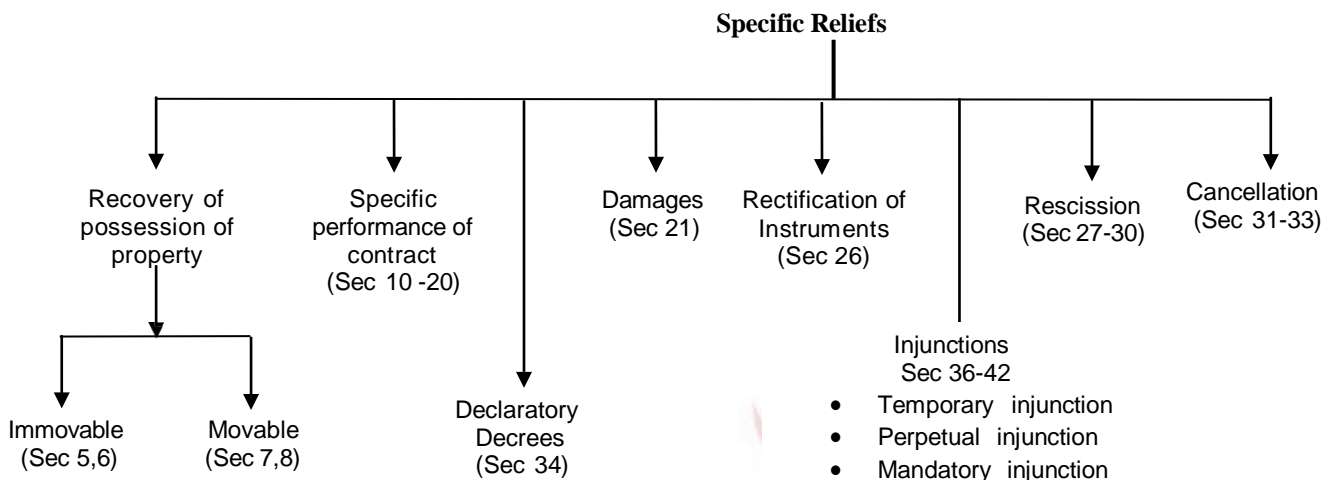 Specific Reliefs
Recovery of
possession of
property
Specific
performance of
contract
(Sec 10 -20)
Damages
(Sec 21)
Rectification of
Instruments
(Sec 26)
Rescission
(Sec 27-30)
Cancellation
(Sec 31-33)
Immovable
(Sec 5,6)
Movable
(Sec 7,8)
Declaratory
Decrees
(Sec 34)
Injunctions
Sec 36-42
• Temporary injunction
• Perpetual injunction
• Mandatory injunction